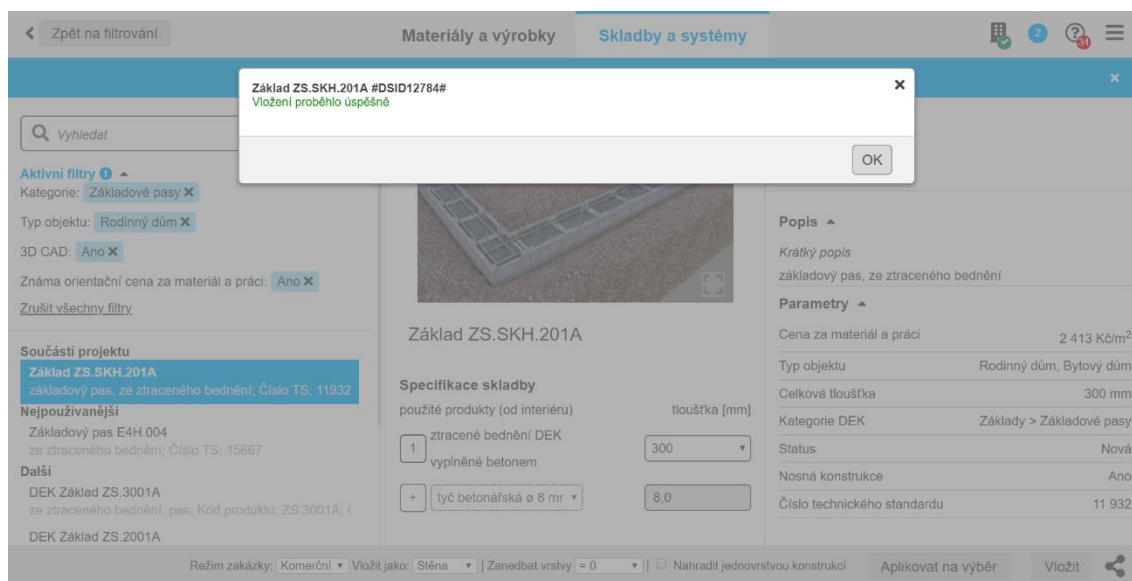 Zpět na filtrování
Materiály a výrobky
Skladby a systémy
2
34
Základ ZS.SKH.201A #DSID12784#
Vložení proběhlo úspěšně
OK
Vyhledat
Aktivní filtry
Kategorie: Základové pasy
Typ objektu: Rodinný dům
3D CAD: Ano
Známa orientační cena za materiál a práci: Ano
Zrušit všechny filtry
Součásti projektu
Základ ZS.SKH.201A
základový pas, ze ztraceného bednění; Číslo TS: 11932
Nejpoužívanější
Základový pas E4H.004
ze ztraceného bednění; Číslo TS: 15667
Další
DEK Základ ZS.3001A
ze ztraceného bednění, pas; Kód produktu: ZS.3001A; (
DEK Základ ZS.2001A
Základ ZS.SKH.201A
Specifikace skladby
použité produkty (od interiéru) tloušťka [mm]
1 ztracené bednění DEK vyplněné betonem 300
+ tyč betonářská ø 8 mr 8,0
Popis
Krátký popis
základový pas, ze ztraceného bednění
Parametry
Cena za materiál a práci 2 413 Kč/m²
Typ objektu Rodinný dům, Bytový dům
Celková tloušťka 300 mm
Kategorie DEK Základy > Základové pasy
Status Nová
Nosná konstrukce Ano
Číslo technického standardu 11 932
Režim zakázky: Komerční Vložit jako: Stěna | Zanedbat vrstvy = 0 | Nahradit jednovrstvou konstrukcí Aplikovat na výběr Vložit